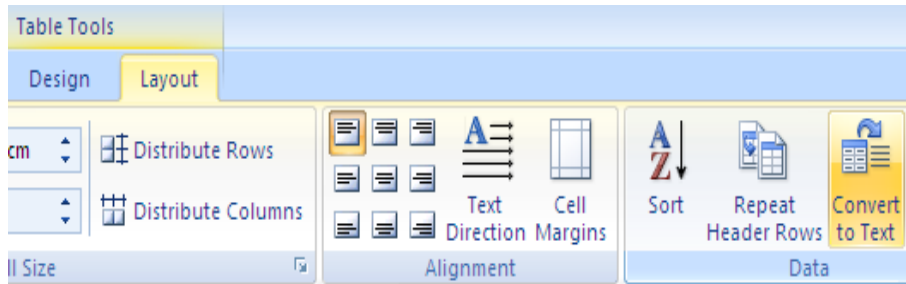 Table Tools
Design Layout
cm Distribute Rows
Distribute Columns
Text Direction
Cell Margins
A Z Sort
Repeat Header Rows
Convert to Text
ll Size
Alignment
Data